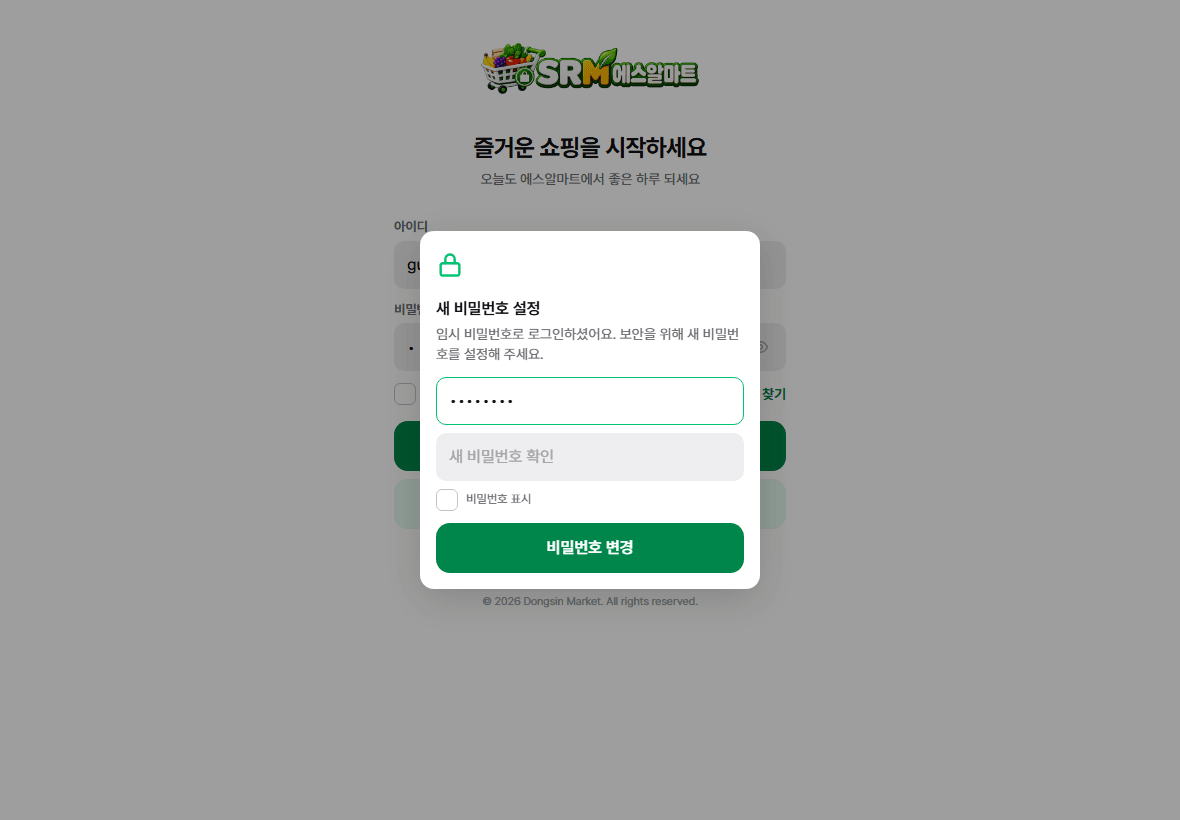 SRM 에스알마트
즐거운 쇼핑을 시작하세요
오늘도 에스알마트에서 좋은 하루 되세요
아이디
새 비밀번호 설정
임시 비밀번호로 로그인하셨어요. 보안을 위해 새 비밀번
호를 설정해 주세요.
••••••••
새 비밀번호 확인
찾기
비밀번호 표시
비밀번호 변경
© 2026 Dongsin Market. All rights reserved.